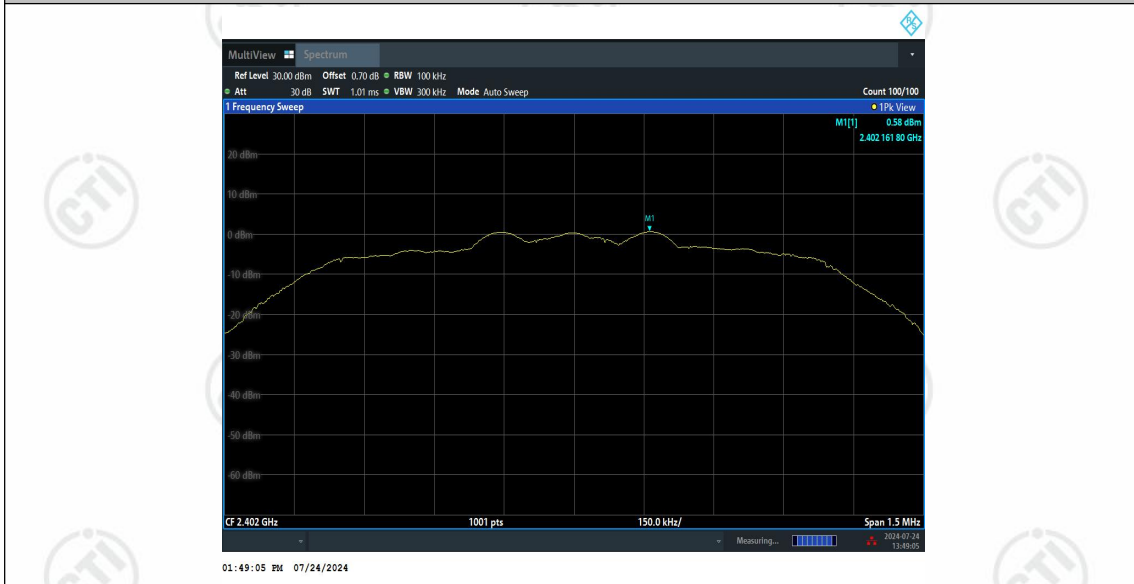 R S
MultiView Spectrum
Ref Level 30.00 dBm Offset 0.70 dB RBW 100 kHz
Att 30 dB SWT 1.01 ms VBW 300 kHz Mode Auto Sweep Count 100/100
1 Frequency Sweep 1Pk View
M1[1] 0.58 dBm
2.402 161 80 GHz
20 dBm
10 dBm
M1
0 dBm
-10 dBm
-20 dBm
-30 dBm
-40 dBm
-50 dBm
-60 dBm
CF 2.402 GHz 1001 pts 150.0 kHz/ Span 1.5 MHz
Measuring... 2024-07-24
13:49:05
01:49:05 PM 07/24/2024
CTI
CTI
CTI
CTI